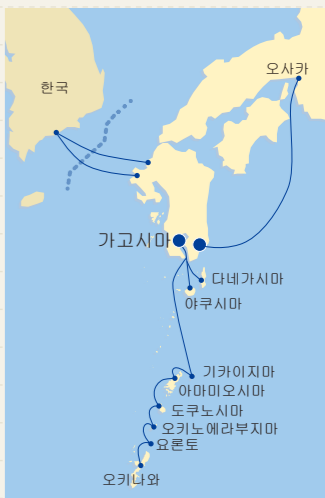 오사카
한국
가고시마
다네가시마
야쿠시마
기카이지마
아마미오시마
도쿠노시마
오키노에라부지마
요론토
오키나와